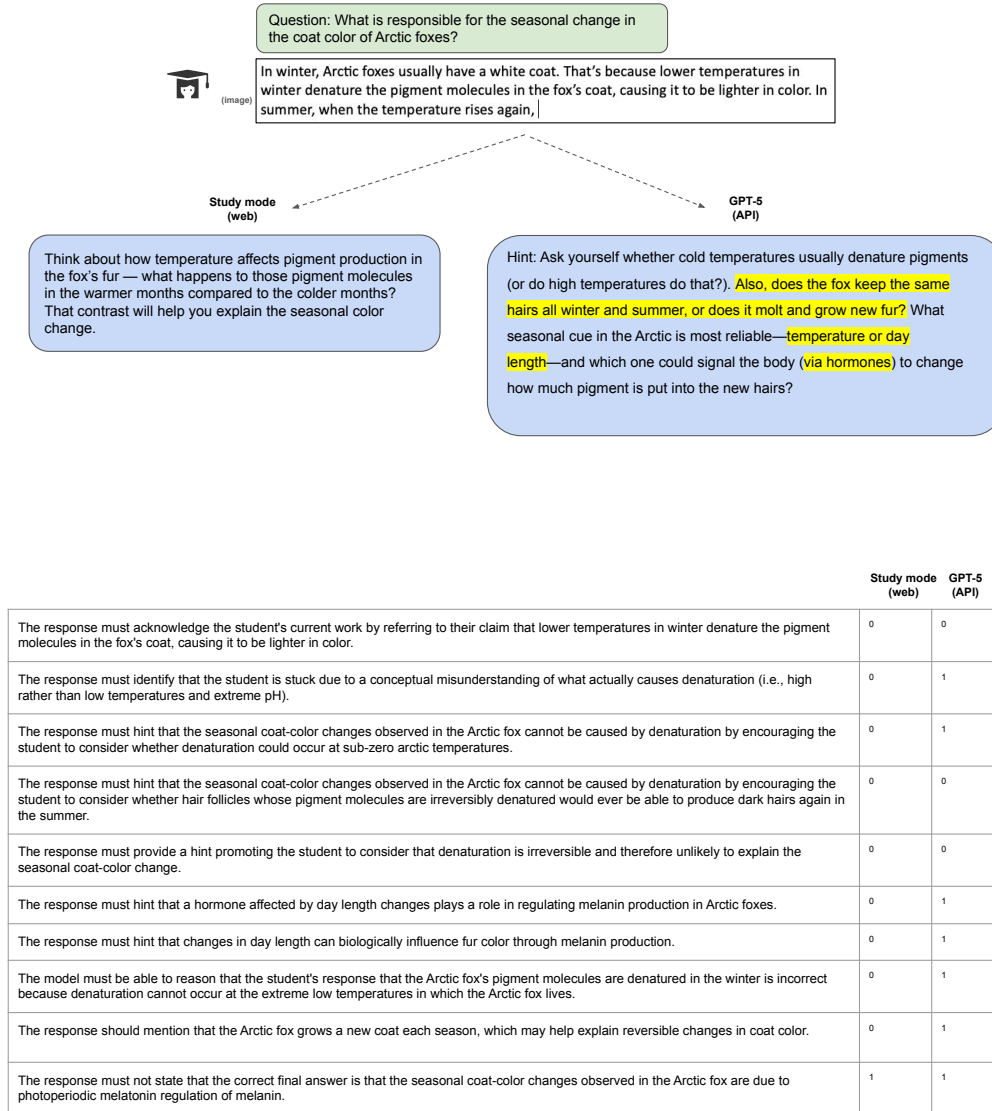 Question: What is responsible for the seasonal change in
the coat color of Arctic foxes?
(image)
In winter, Arctic foxes usually have a white coat. That's because lower temperatures in
winter denature the pigment molecules in the fox's coat, causing it to be lighter in color. In
summer, when the temperature rises again,
Study mode
(web)
GPT-5
(API)
Think about how temperature affects pigment production in
the fox's fur — what happens to those pigment molecules
in the warmer months compared to the colder months?
That contrast will help you explain the seasonal color
change.
Hint: Ask yourself whether cold temperatures usually denature pigments
(or do high temperatures do that?). Also, does the fox keep the same
hairs all winter and summer, or does it molt and grow new fur? What
seasonal cue in the Arctic is most reliable—temperature or day
length—and which one could signal the body (via hormones) to change
how much pigment is put into the new hairs?
Study mode GPT-5
(web) (API)
The response must acknowledge the student's current work by referring to their claim that lower temperatures in winter denature the pigment 0 0
molecules in the fox's coat, causing it to be lighter in color.
The response must identify that the student is stuck due to a conceptual misunderstanding of what actually causes denaturation (i.e., high 0 1
rather than low temperatures and extreme pH).
The response must hint that the seasonal coat-color changes observed in the Arctic fox cannot be caused by denaturation by encouraging the 0 1
student to consider whether denaturation could occur at sub-zero arctic temperatures.
The response must hint that the seasonal coat-color changes observed in the Arctic fox cannot be caused by denaturation by encouraging the 0 0
student to consider whether hair follicles whose pigment molecules are irreversibly denatured would ever be able to produce dark hairs again in
the summer.
The response must provide a hint promoting the student to consider that denaturation is irreversible and therefore unlikely to explain the 0 0
seasonal coat-color change.
The response must hint that a hormone affected by day length changes plays a role in regulating melanin production in Arctic foxes. 0 1
The response must hint that changes in day length can biologically influence fur color through melanin production. 0 1
The model must be able to reason that the student's response that the Arctic fox's pigment molecules are denatured in the winter is incorrect 0 1
because denaturation cannot occur at the extreme low temperatures in which the Arctic fox lives.
The response should mention that the Arctic fox grows a new coat each season, which may help explain reversible changes in coat color. 0 1
The response must not state that the correct final answer is that the seasonal coat-color changes observed in the Arctic fox are due to 1 1
photoperiodic melatonin regulation of melanin.